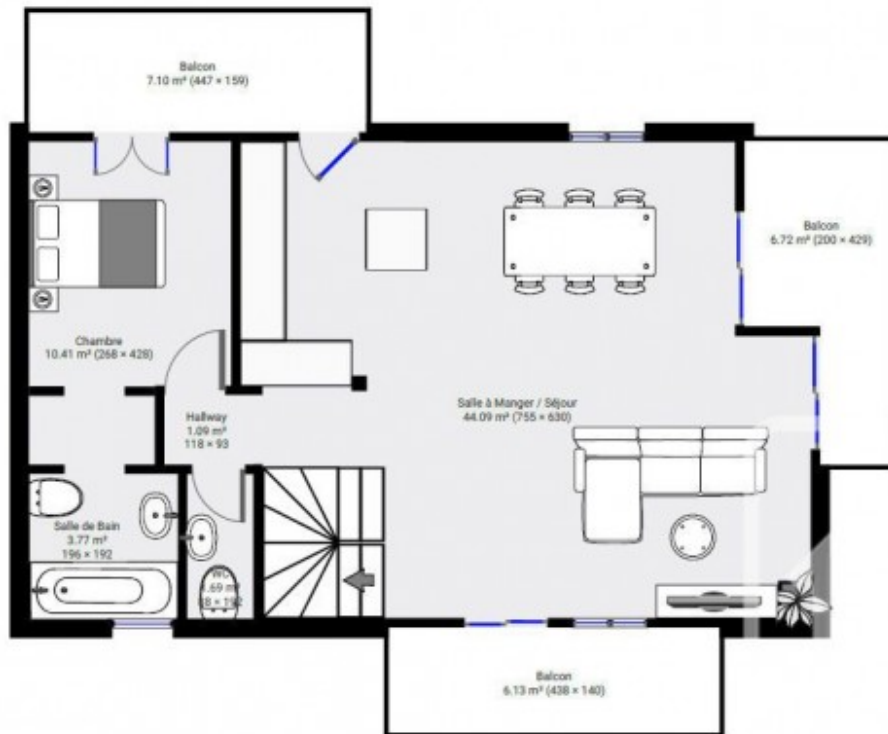 Balcon
7.10 m² (447 × 159)
Balcon
6.72 m² (200 × 429)
Chambre
10.41 m² (268 × 428)
Salle à Manger / Séjour
44.09 m² (755 × 630)
Hallway
1.09 m²
118 × 93
Salle de Bain
3.77 m²
196 × 192
WC
Balcon
6.13 m² (438 × 140)